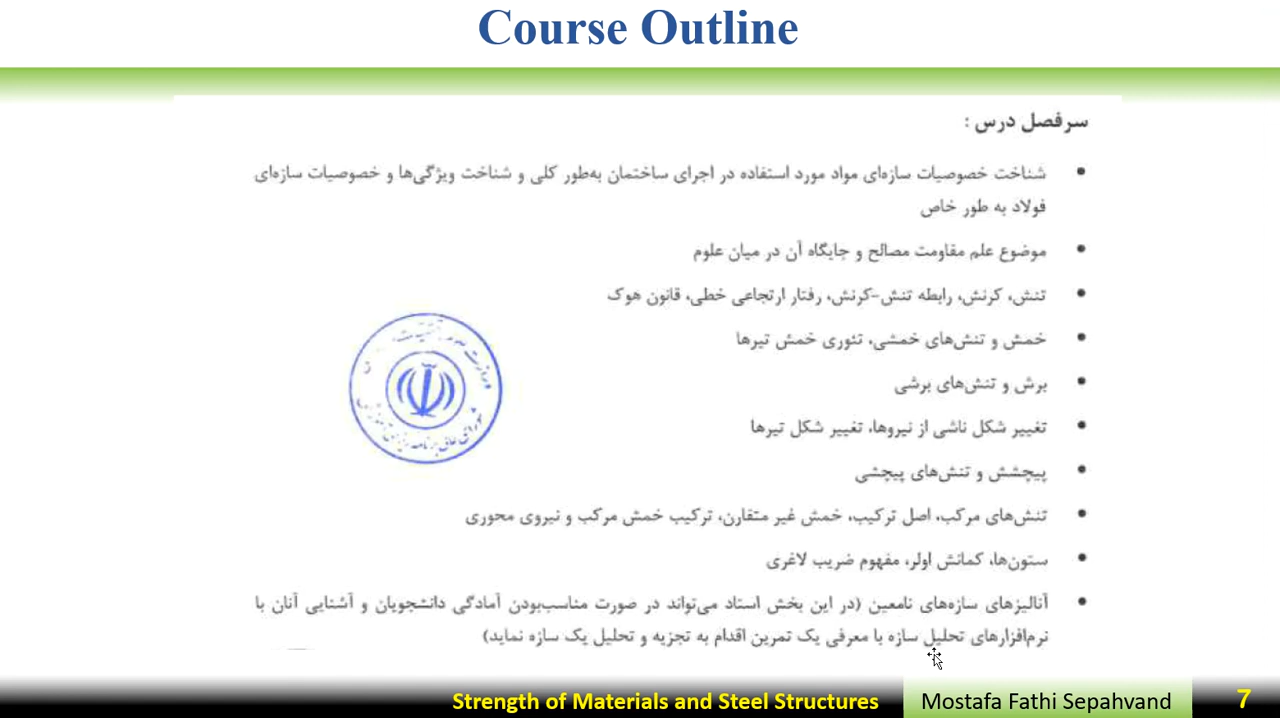 Course Outline
سرفصل درس :
• شناخت خصوصیات سازه‌ای مواد مورد استفاده در اجرای ساختمان به‌طور کلی و شناخت ویژگی‌ها و خصوصیات سازه‌ای
فولاد به طور خاص
• موضوع علم مقاومت مصالح و جایگاه آن در میان علوم
• تنش، کرنش، رابطه تنش-کرنش، رفتار ارتجاعی خطی، قانون هوک
• خمش و تنش‌های خمشی، تئوری خمش تیرها
• برش و تنش‌های برشی
• تغییر شکل ناشی از نیروها، تغییر شکل تیرها
• پیچشش و تنش‌های پیچشی
• تنش‌های مرکب، اصل ترکیب، خمش غیر متقارن، ترکیب خمش مرکب و نیروی محوری
• ستون‌ها، کمانش اولر، مفهوم ضریب لاغری
• آنالیزهای سازه‌های نامعین (در این بخش استاد می‌تواند در صورت مناسب‌بودن آمادگی دانشجویان و آشنایی آنان با
نرم‌افزارهای تحلیل سازه با معرفی یک تمرین اقدام به تجزیه و تحلیل یک سازه نماید)
Strength of Materials and Steel Structures
Mostafa Fathi Sepahvand
7